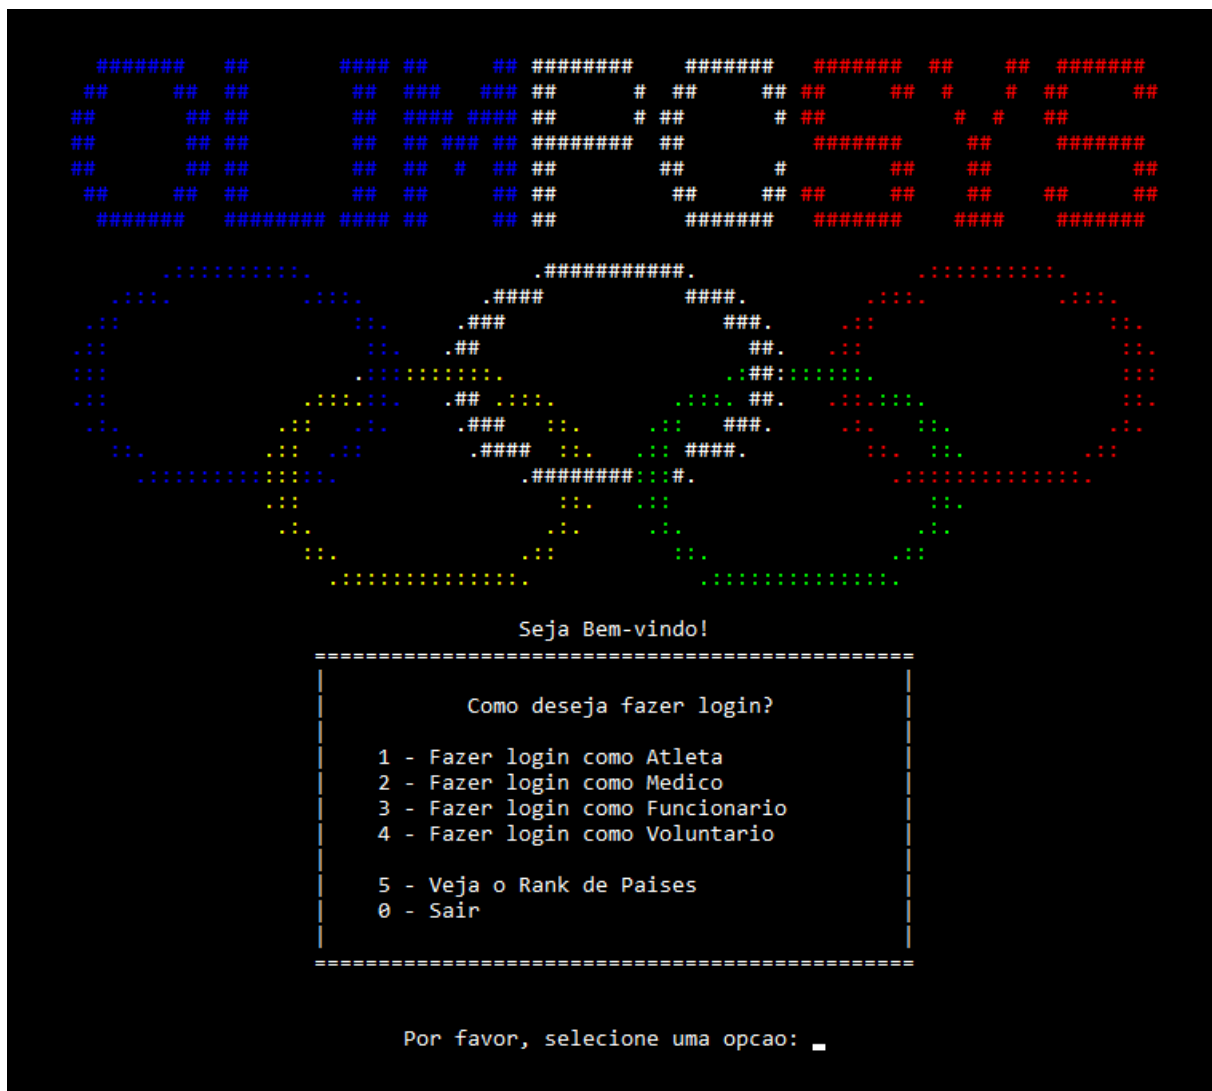 OLIMPCSYS
Seja Bem-vindo!
Como deseja fazer login?
1 - Fazer login como Atleta
2 - Fazer login como Medico
3 - Fazer login como Funcionario
4 - Fazer login como Voluntario
5 - Veja o Rank de Paises
0 - Sair
Por favor, selecione uma opcao: